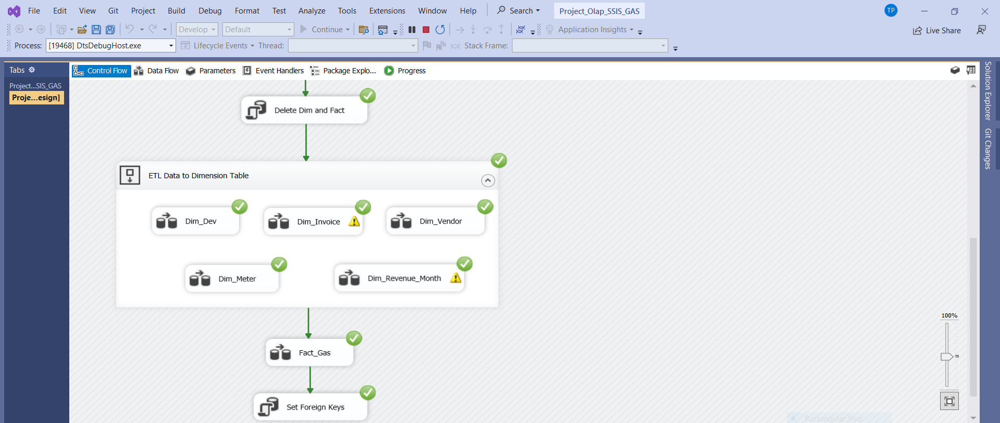 File Edit View Git Project Build Debug Format Test Analyze Tools Extensions Window Help Search Project_Olap_SSIS_GAS TP
Develop Default Continue Application Insights Live Share
Process: [19468] DtsDebugHost.exe Lifecycle Events Thread: Stack Frame:
Tabs
Project...SIS_GAS
Proje...esign]
Control Flow Data Flow Parameters Event Handlers Package Explo... Progress
Solution Explorer
Git Changes
Delete Dim and Fact
ETL Data to Dimension Table
Dim_Dev Dim_Invoice Dim_Vendor
Dim_Meter Dim_Revenue_Month
Fact_Gas
Set Foreign Keys
100%
Rectangular Snip